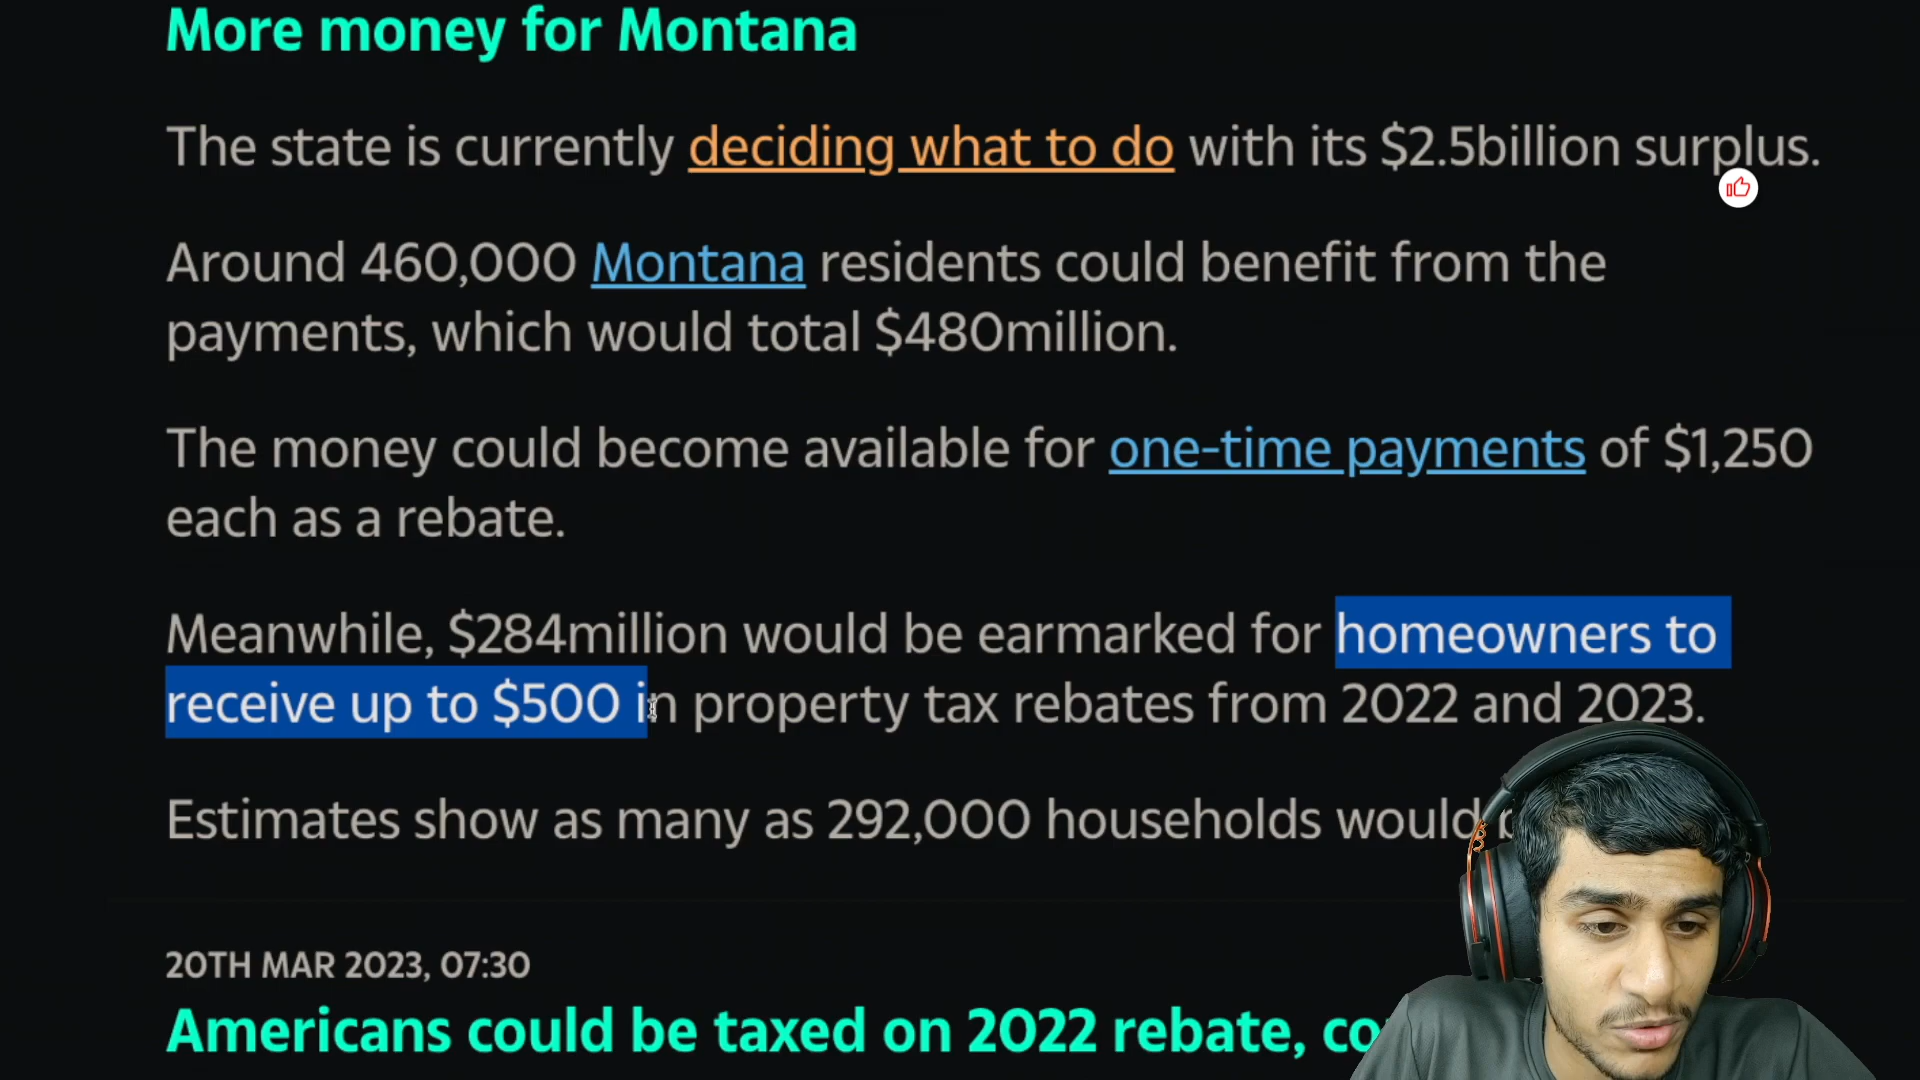 More money for Montana
The state is currently deciding what to do with its $2.5billion surplus.
Around 460,000 Montana residents could benefit from the
payments, which would total $480million.
The money could become available for one-time payments of $1,250
each as a rebate.
Meanwhile, $284million would be earmarked for homeowners to
receive up to $500 in property tax rebates from 2022 and 2023.
Estimates show as many as 292,000 households would
20TH MAR 2023, 07:30
Americans could be taxed on 2022 rebate,